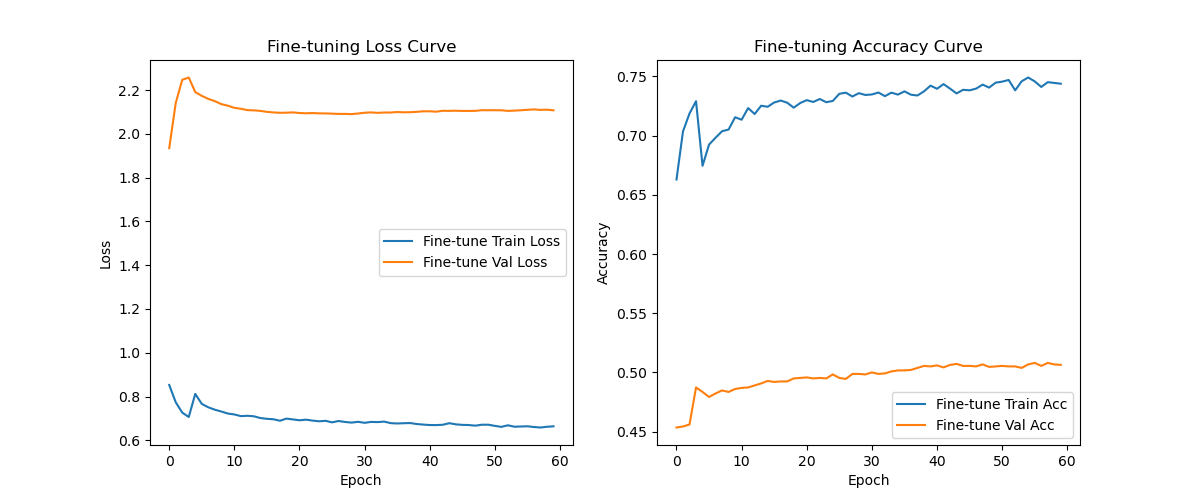 Fine-tuning Loss Curve
2.2
2.0
1.8
1.6
1.4
1.2
1.0
0.8
0.6
Loss
Fine-tune Train Loss
Fine-tune Val Loss
0 10 20 30 40 50 60
Epoch
Fine-tuning Accuracy Curve
0.75
0.70
0.65
0.60
0.55
0.50
0.45
Accuracy
Fine-tune Train Acc
Fine-tune Val Acc
0 10 20 30 40 50 60
Epoch